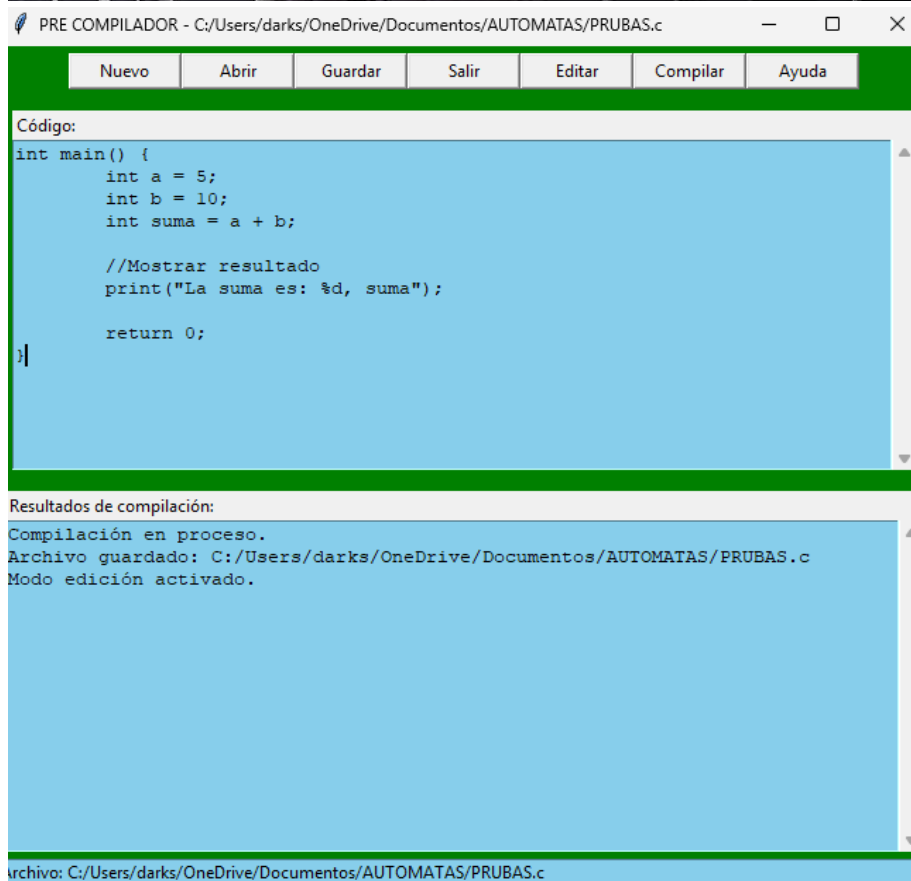 PRE COMPILADOR - C:/Users/darks/OneDrive/Documentos/AUTOMATAS/PRUBAS.c
Nuevo Abrir Guardar Salir Editar Compilar Ayuda
Código:
int main() {
int a = 5;
int b = 10;
int suma = a + b;
//Mostrar resultado
print("La suma es: %d, suma");
return 0;
}
Resultados de compilación:
Compilación en proceso.
Archivo guardado: C:/Users/darks/OneDrive/Documentos/AUTOMATAS/PRUBAS.c
Modo edición activado.
Archivo: C:/Users/darks/OneDrive/Documentos/AUTOMATAS/PRUBAS.c